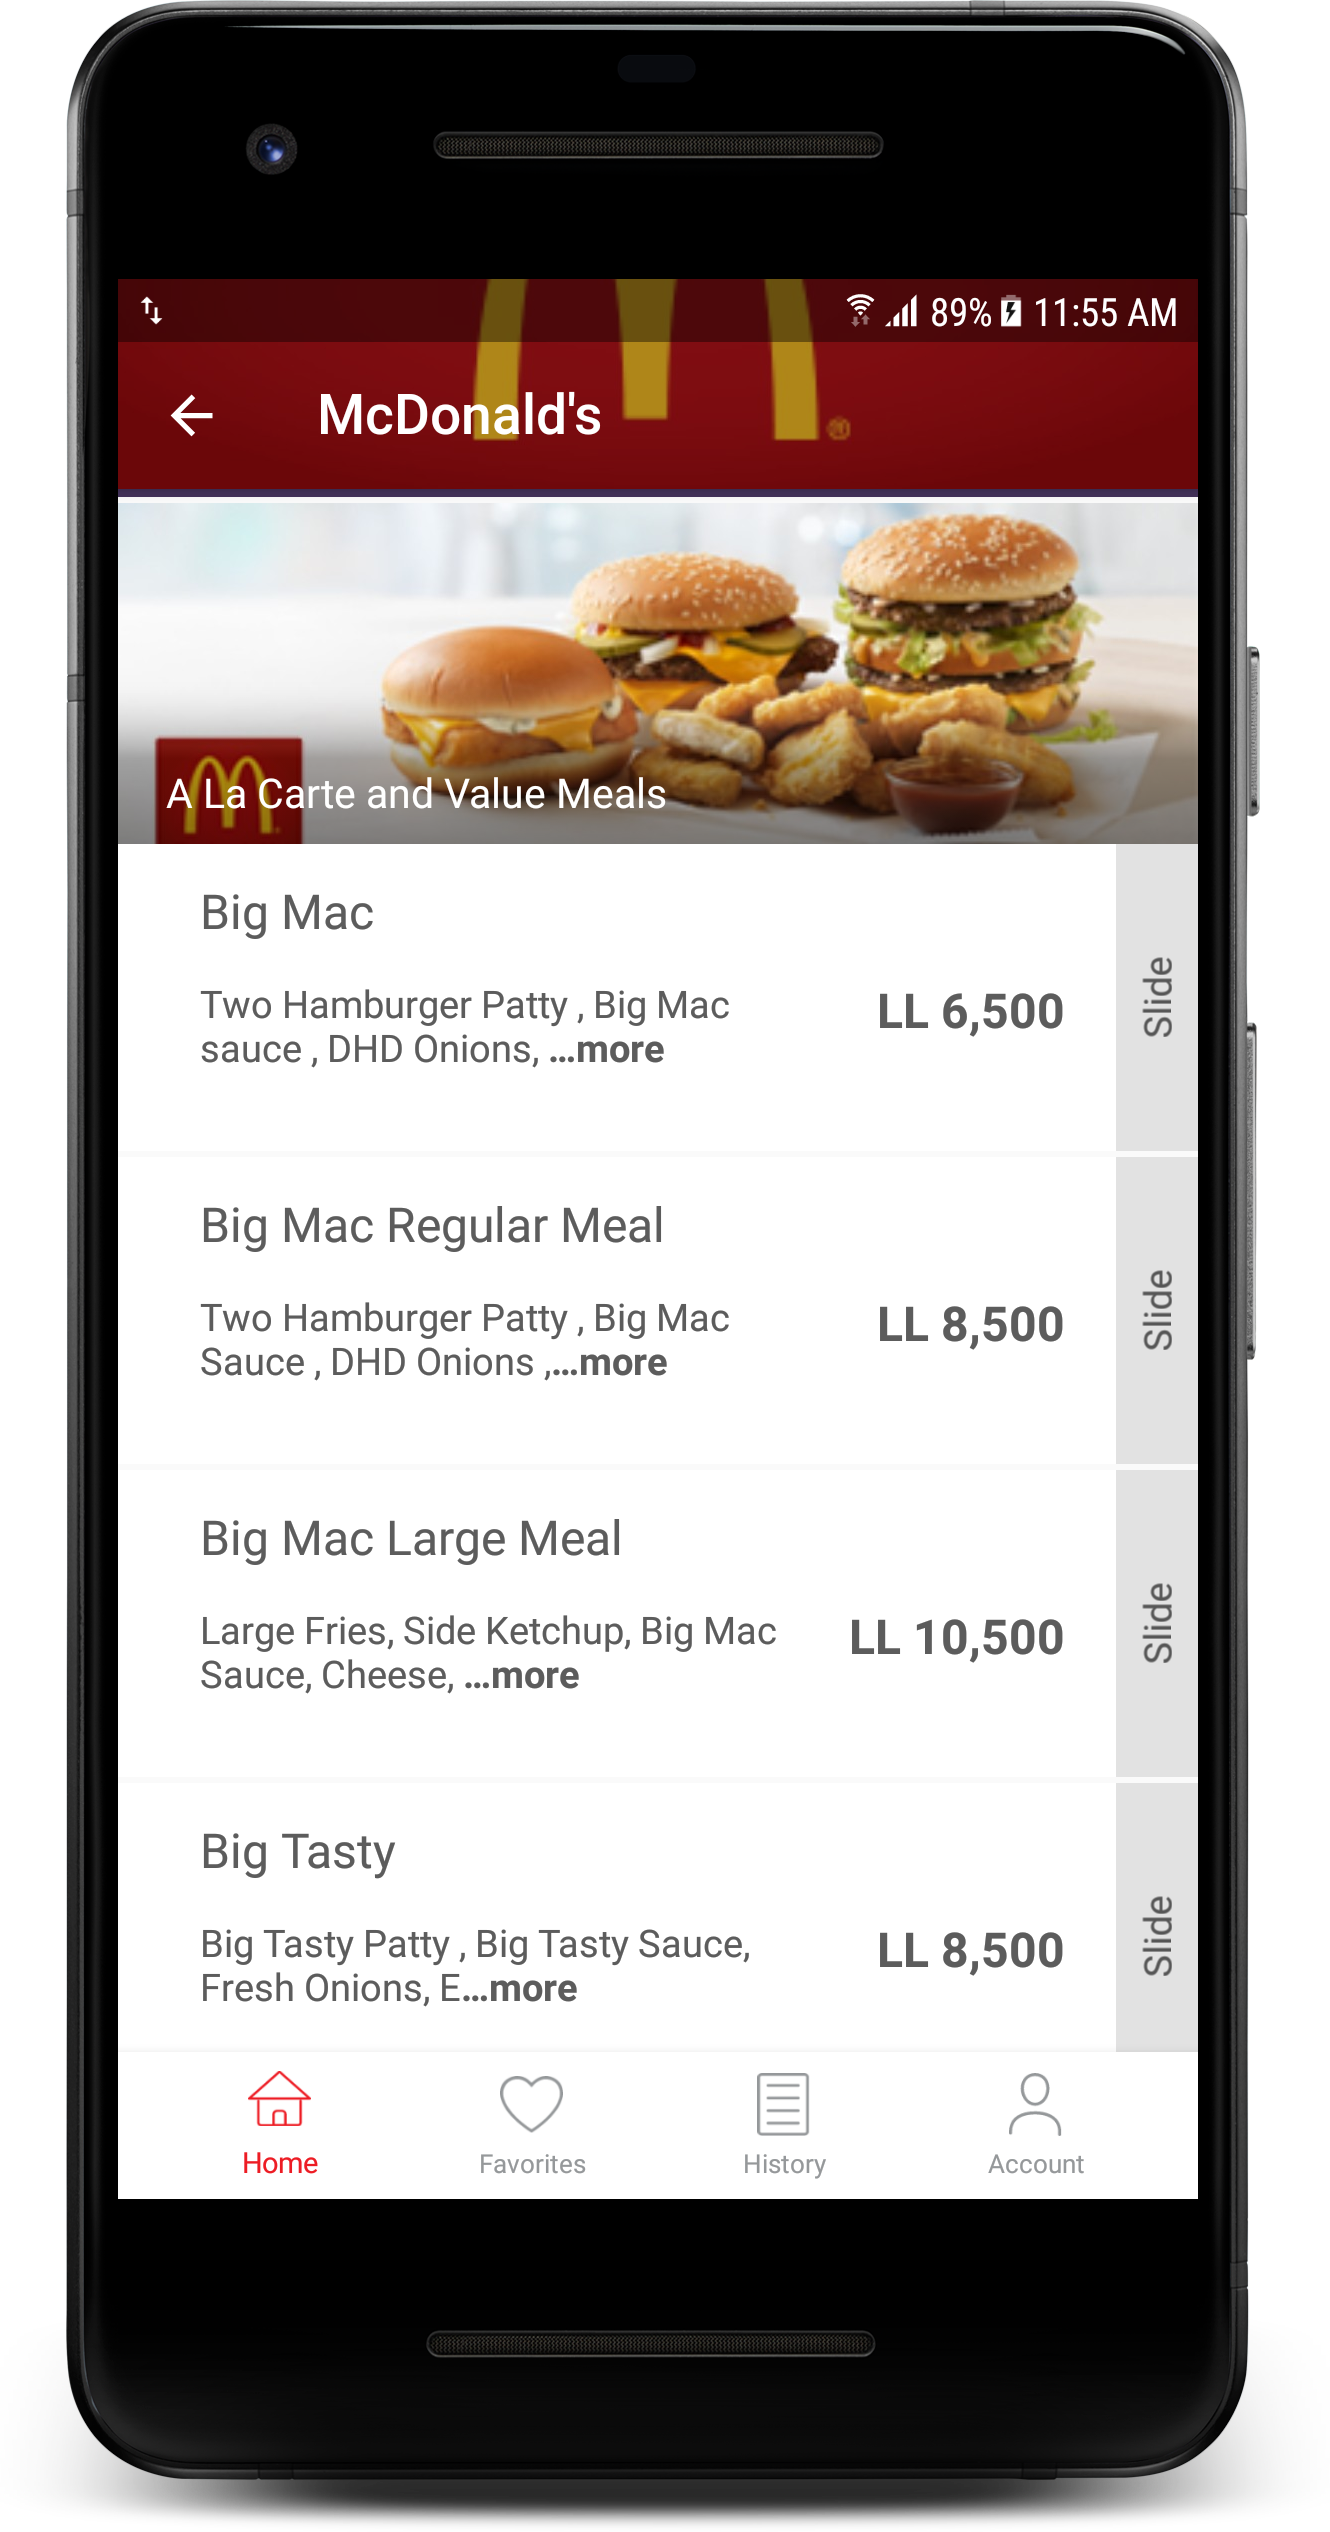 89% 11:55 AM
McDonald's
A La Carte and Value Meals
Big Mac
Two Hamburger Patty , Big Mac
sauce , DHD Onions, ...more
LL 6,500
Slide
Big Mac Regular Meal
Two Hamburger Patty , Big Mac
Sauce , DHD Onions ,...more
LL 8,500
Slide
Big Mac Large Meal
Large Fries, Side Ketchup, Big Mac
Sauce, Cheese, ...more
LL 10,500
Slide
Big Tasty
Big Tasty Patty , Big Tasty Sauce,
Fresh Onions, E...more
LL 8,500
Slide
Home
Favorites
History
Account